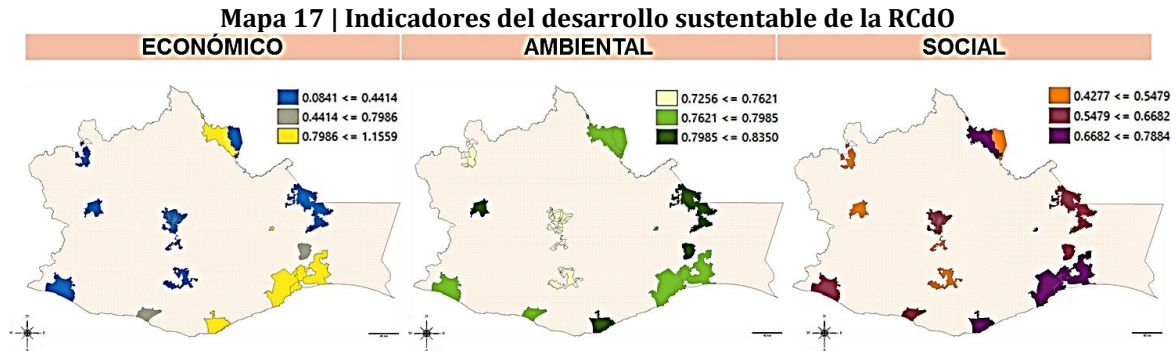 Mapa 17 | Indicadores del desarrollo sustentable de la RCdO
ECONÓMICO
AMBIENTAL
SOCIAL
0.0841 <= 0.4414
0.4414 <= 0.7986
0.7986 <= 1.1559
0.7256 <= 0.7621
0.7621 <= 0.7985
0.7985 <= 0.8350
0.4277 <= 0.5479
0.5479 <= 0.6682
0.6682 <= 0.7884